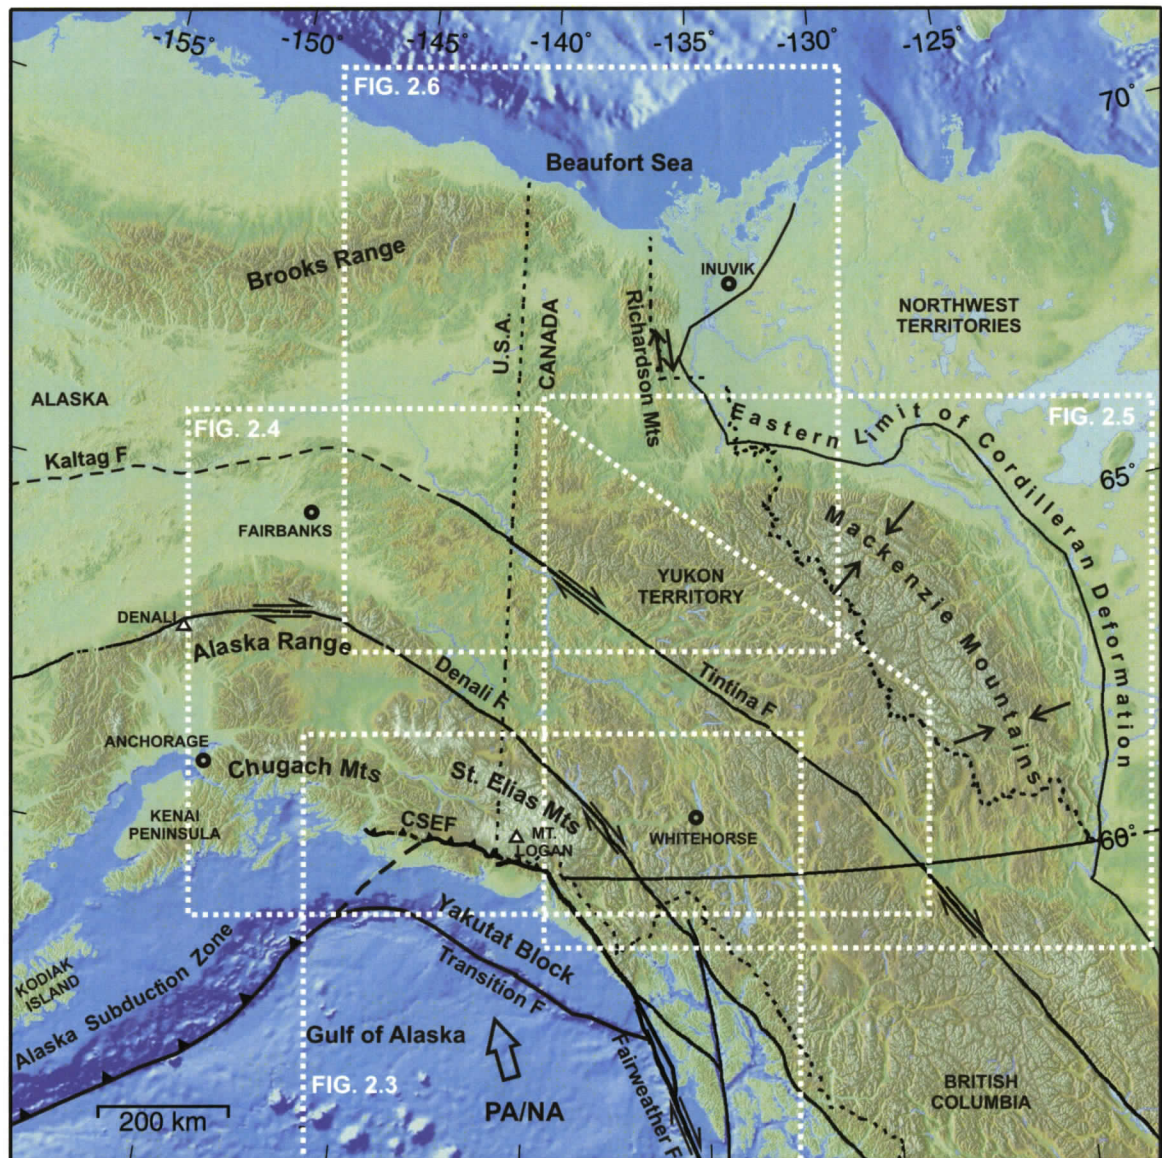 -155°
-150°
-145°
-140°
-135°
-130°
-125°
70°
FIG. 2.6
Beaufort Sea
Brooks Range
INUVIK
NORTHWEST
TERRITORIES
U.S.A.
CANADA
Richardson Mts
ALASKA
FIG. 2.4
FIG. 2.5
Eastern Limit of Cordilleran Deformation
Kaltag F
65°
FAIRBANKS
Mackenzie Mountains
YUKON
TERRITORY
DENALI
Alaska Range
Denali F
Tintina F
ANCHORAGE
Chugach Mts
St. Elias Mts
KENAI
PENINSULA
CSEF
MT.
LOGAN
WHITEHORSE
60°
Yakutat Block
KODIAK
ISLAND
Alaska Subduction Zone
Transition F
Gulf of Alaska
Fairweather F
FIG. 2.3
PA/NA
BRITISH
COLUMBIA
200 km